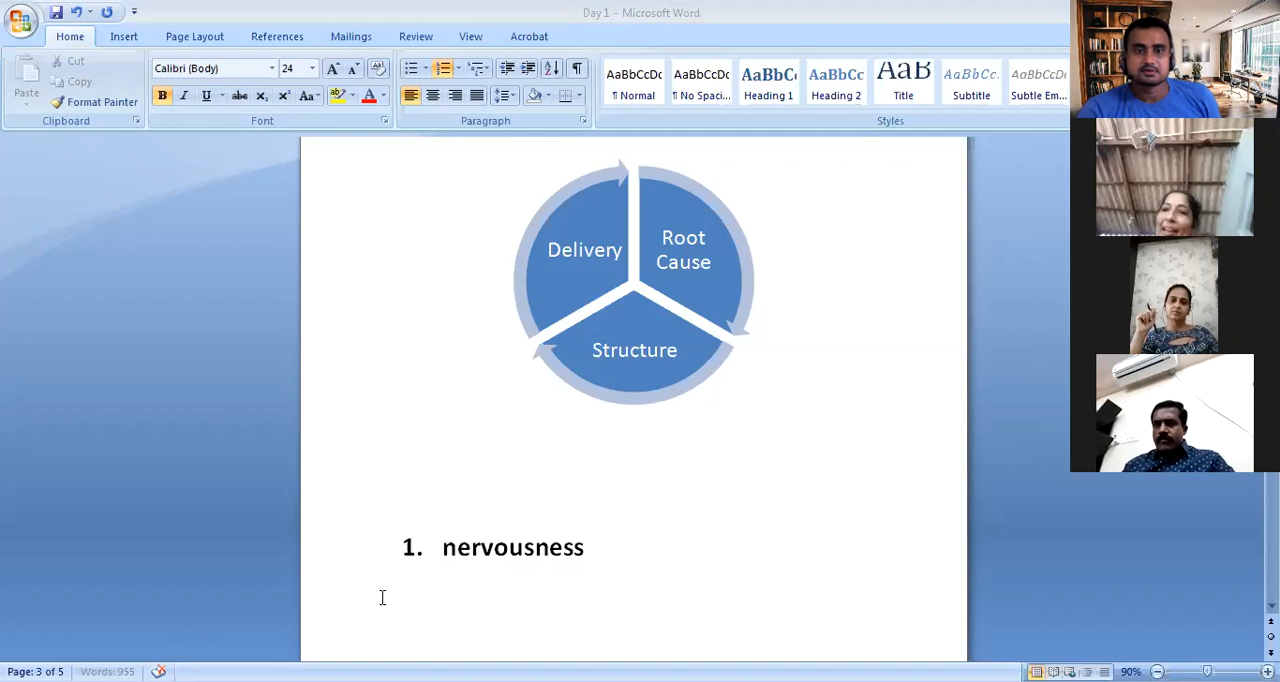 Day 1 - Microsoft Word
Home Insert Page Layout References Mailings Review View Acrobat
Cut
Copy
Paste
Format Painter
Calibri (Body) 24
AaBbCcDc AaBbCcDc AaBbC AaBbCc AaB AaBbCc. AaBbCcDc
¶ Normal ¶ No Spaci... Heading 1 Heading 2 Title Subtitle Subtle Em...
Clipboard Font Paragraph Styles
Delivery
Root
Cause
Structure
1. nervousness
Page: 3 of 5 Words: 955 90%